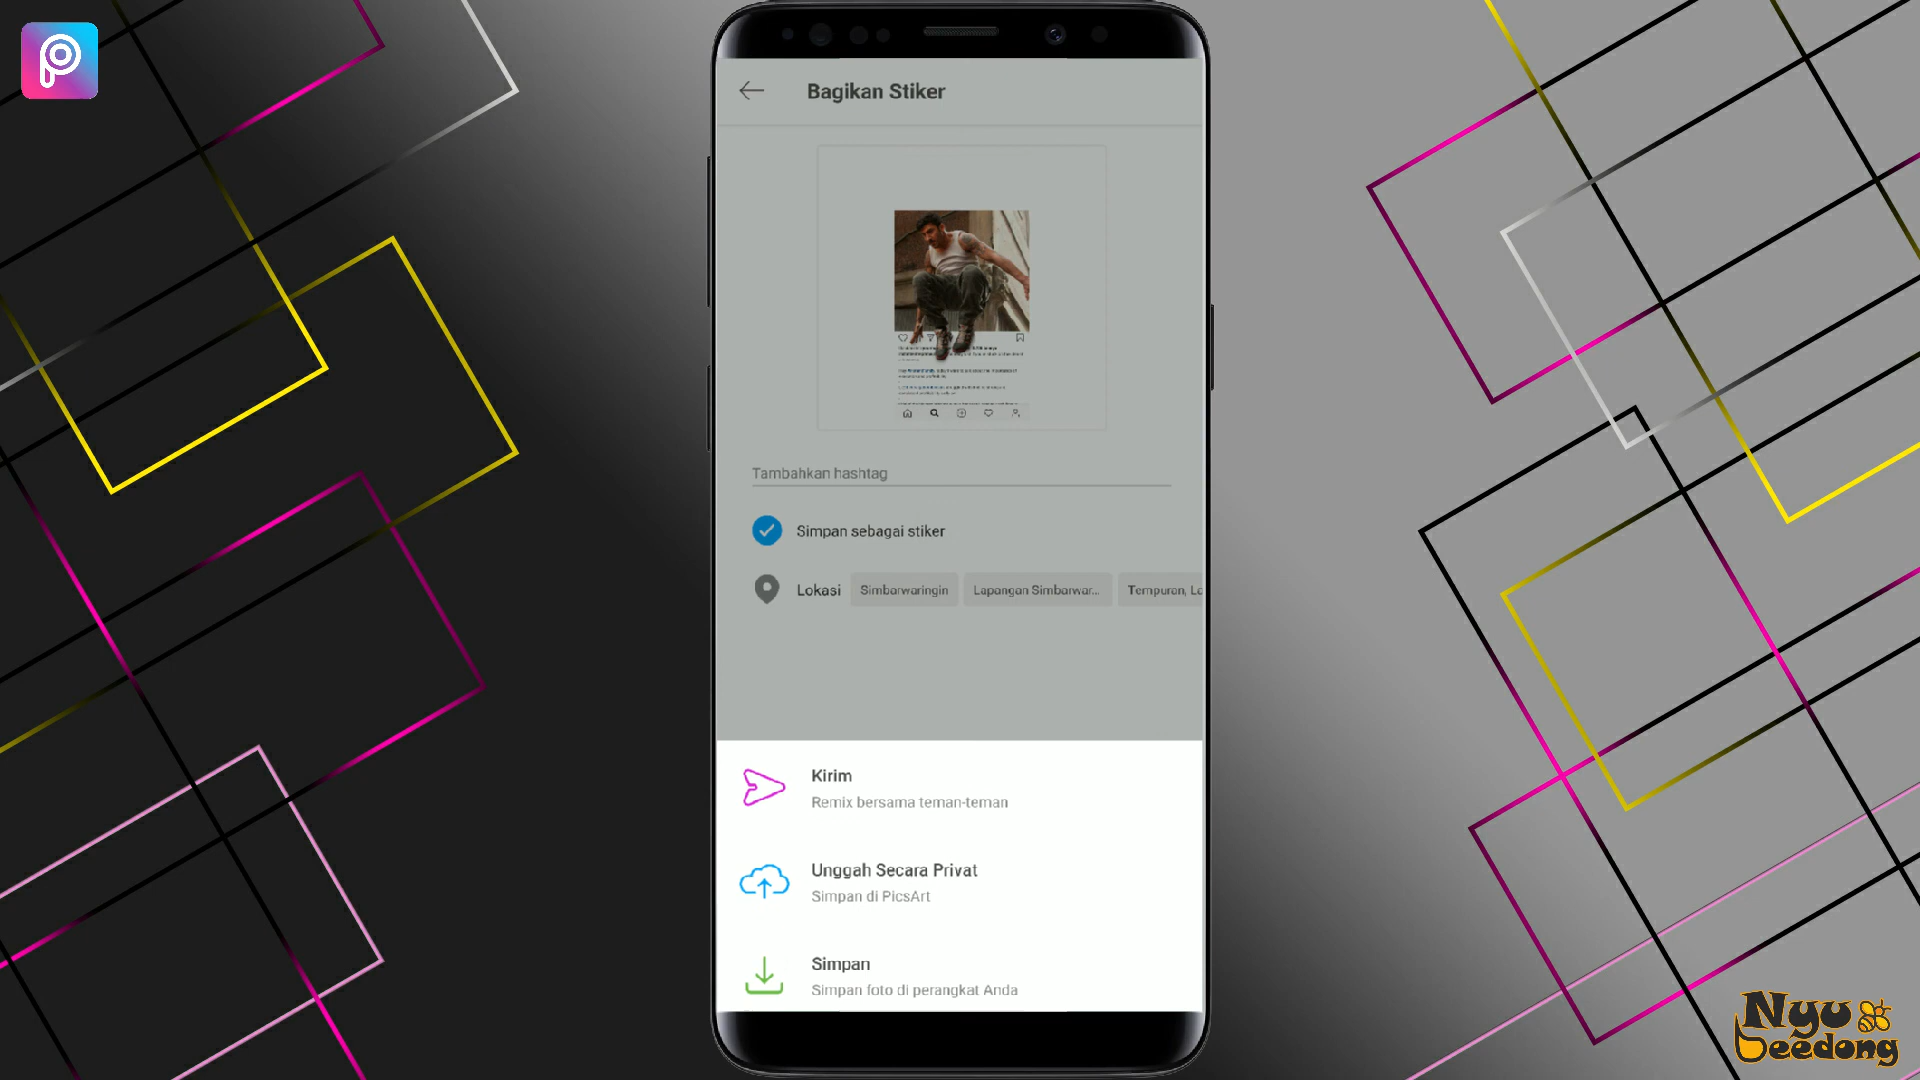 Bagikan Stiker
Tambahkan hashtag
Simpan sebagai stiker
Lokasi
Simbarwaringin
Lapangan Simbarwar...
Tempuran, La
Kirim
Remix bersama teman-teman
Unggah Secara Privat
Simpan di PicsArt
Simpan
Simpan foto di perangkat Anda
Nyu
beedong